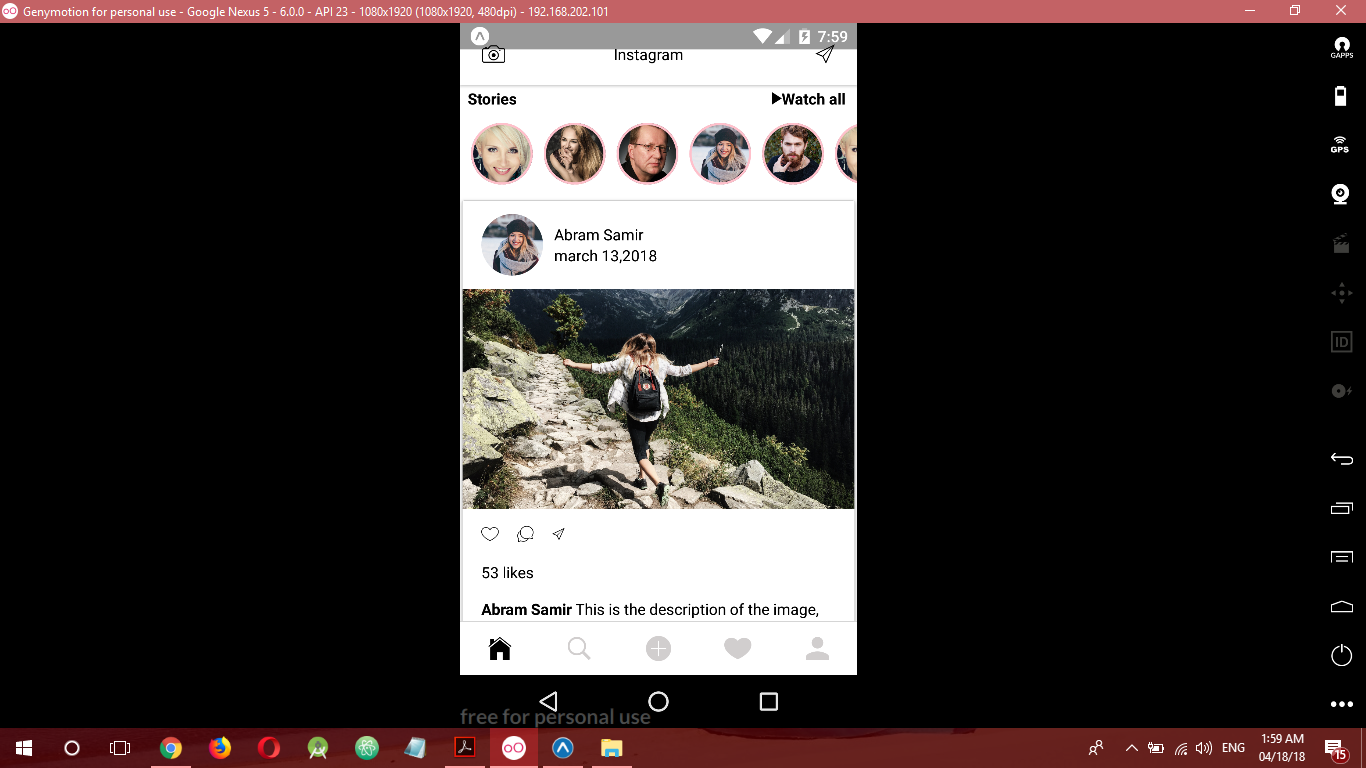 Genymotion for personal use - Google Nexus 5 - 6.0.0 - API 23 - 1080x1920 (1080x1920, 480dpi) - 192.168.202.101
7:59
Instagram
GAPPS
Stories
Watch all
GPS
Abram Samir
march 13,2018
ID
53 likes
Abram Samir This is the description of the image,
free for personal use
ENG
1:59 AM
04/18/18
15